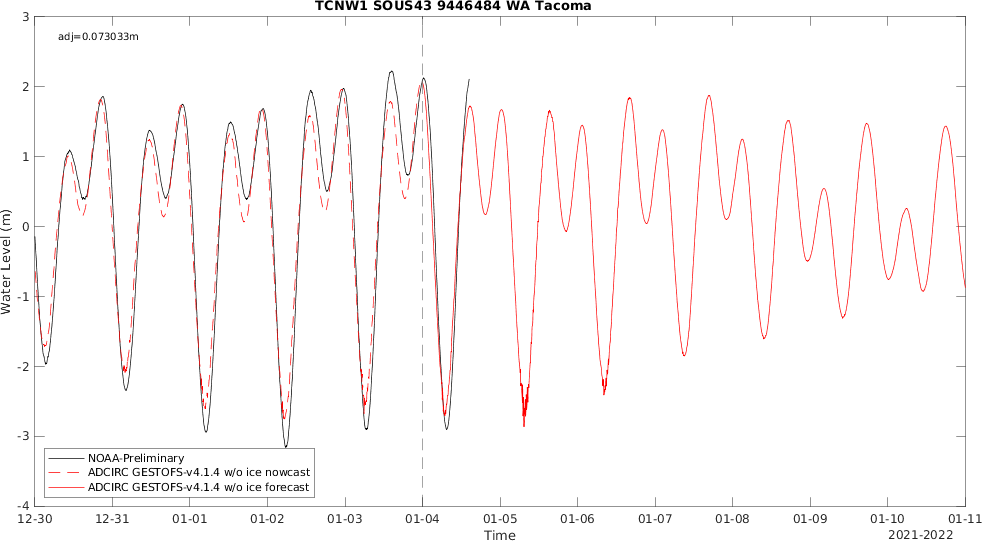 TCNW1 SOUS43 9446484 WA Tacoma
adj=0.073033m
3
2
1
0
-1
-2
-3
-4
Water Level (m)
NOAA-Preliminary
ADCIRC GESTOFS-v4.1.4 w/o ice nowcast
ADCIRC GESTOFS-v4.1.4 w/o ice forecast
12-30 12-31 01-01 01-02 01-03 01-04 01-05 01-06 01-07 01-08 01-09 01-10 01-11
Time
2021-2022